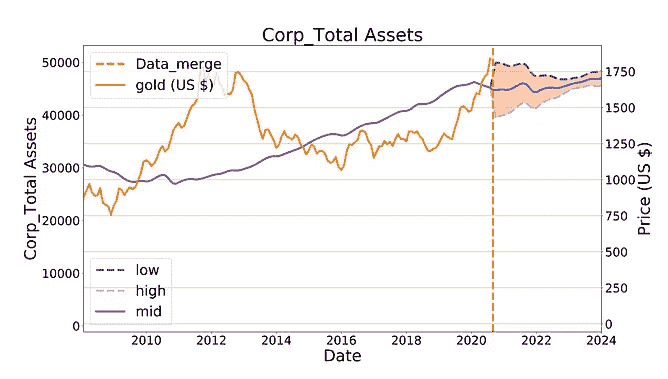 Corp_Total Assets
Data_merge
gold (US $)
Corp_Total Assets
50000
40000
30000
20000
10000
0
1750
1500
1250
1000
750
500
250
0
Price (US $)
low
high
mid
2010
2012
2014
2016
2018
2020
2022
2024
Date